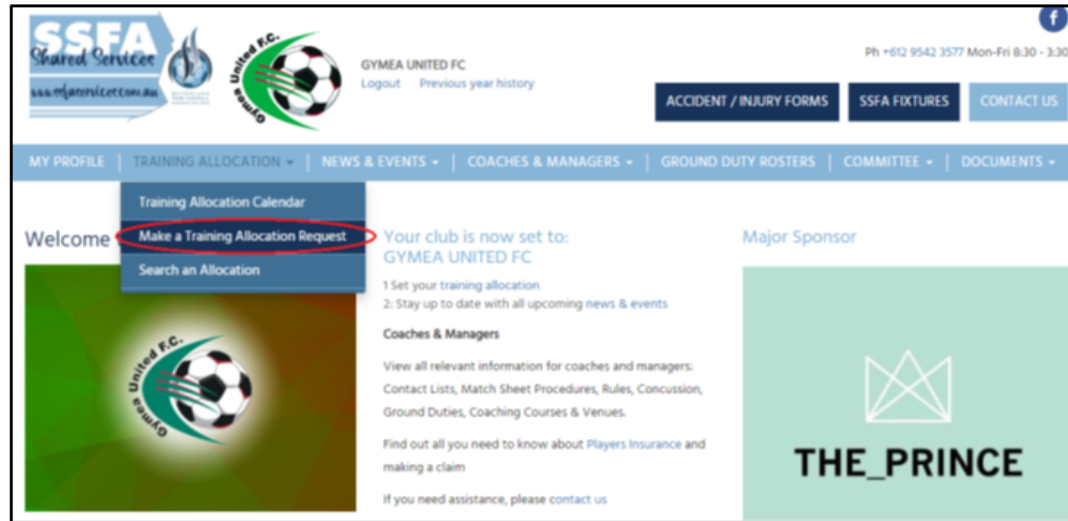 SSFA
Shared Services
www.ssfaservices.com.au
Gymea United F.C.
GYMEA UNITED FC
Logout Previous year history
f
Ph +612 9542 3577 Mon-Fri 8:30 - 3:30
ACCIDENT / INJURY FORMS SSFA FIXTURES CONTACT US
MY PROFILE TRAINING ALLOCATION NEWS & EVENTS COACHES & MANAGERS GROUND DUTY ROSTERS COMMITTEE DOCUMENTS
Training Allocation Calendar
Make a Training Allocation Request
Search an Allocation
Welcome
Gymea United F.C.
Your club is now set to:
GYMEA UNITED FC
1 Set your training allocation
2: Stay up to date with all upcoming news & events
Coaches & Managers
View all relevant information for coaches and managers:
Contact Lists, Match Sheet Procedures, Rules, Concussion,
Ground Duties, Coaching Courses & Venues.
Find out all you need to know about Players Insurance and
making a claim
If you need assistance, please contact us
Major Sponsor
THE_PRINCE